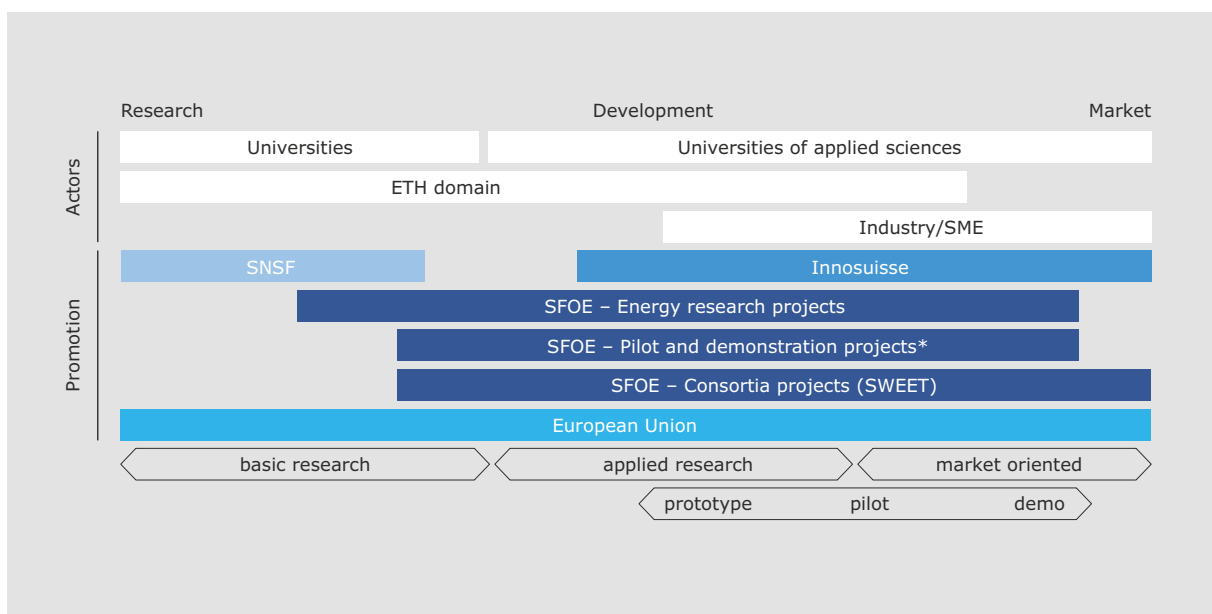 Research Development Market
Actors
Universities Universities of applied sciences
ETH domain
Industry/SME
Promotion
SNSF Innosuisse
SFOE – Energy research projects
SFOE – Pilot and demonstration projects*
SFOE – Consortia projects (SWEET)
European Union
basic research applied research market oriented
prototype pilot demo